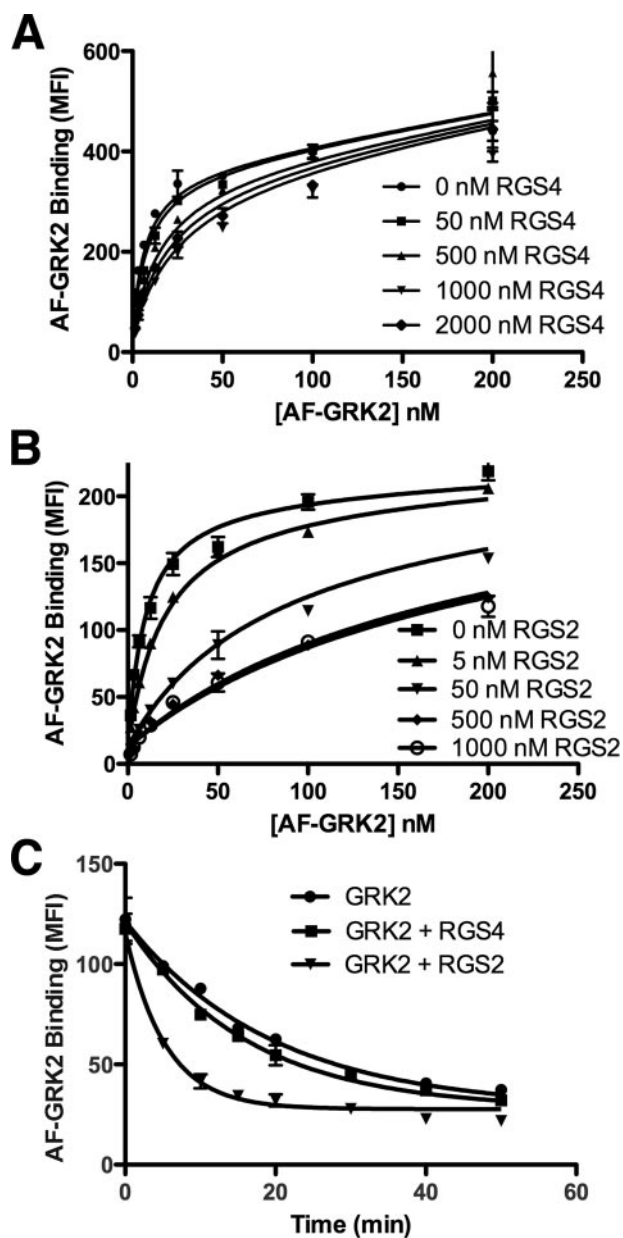 A
AF-GRK2 Binding (MFI)
600
400
200
0
0 nM RGS4
50 nM RGS4
500 nM RGS4
1000 nM RGS4
2000 nM RGS4
0 50 100 150 200 250
[AF-GRK2] nM
B
AF-GRK2 Binding (MFI)
200
150
100
50
0
0 nM RGS2
5 nM RGS2
50 nM RGS2
500 nM RGS2
1000 nM RGS2
0 50 100 150 200 250
[AF-GRK2] nM
C
AF-GRK2 Binding (MFI)
150
100
50
0
GRK2
GRK2 + RGS4
GRK2 + RGS2
0 20 40 60
Time (min)